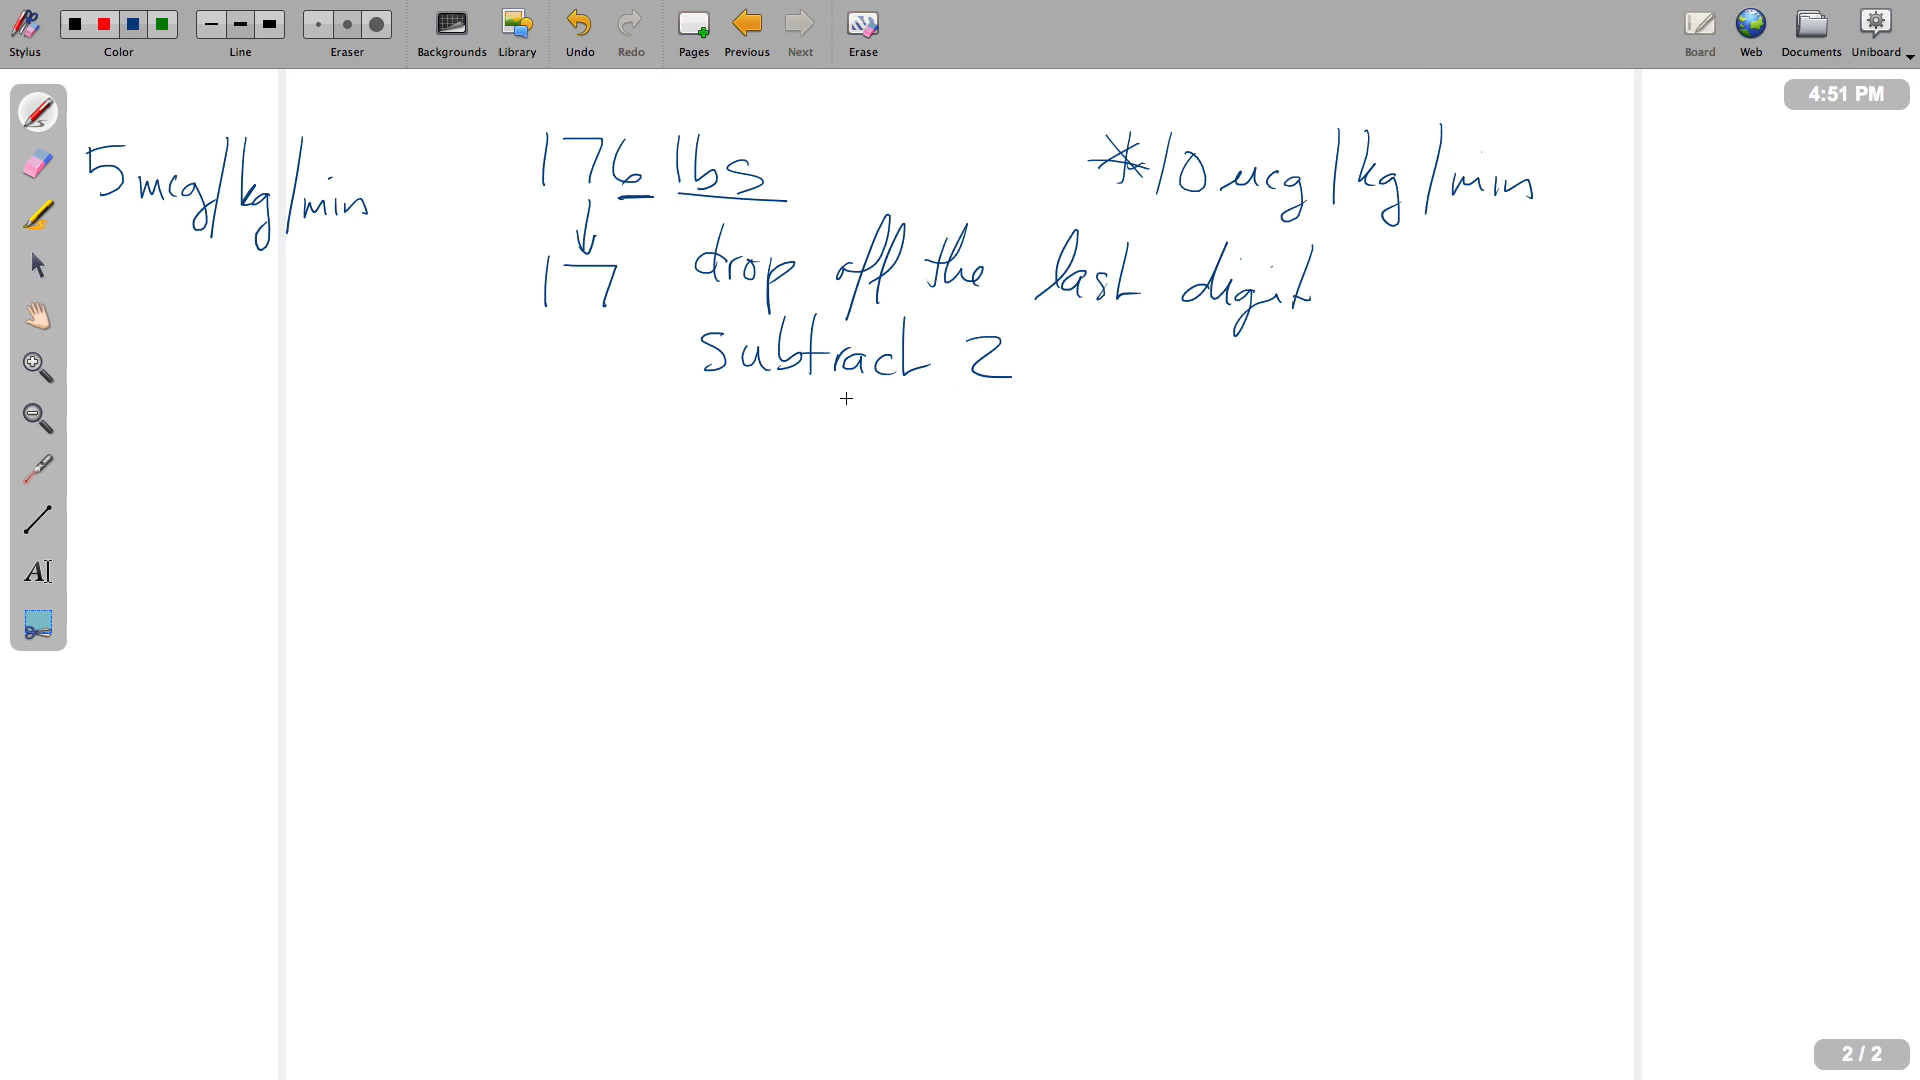 Stylus Color Line Eraser Backgrounds Library Undo Redo Pages Previous Next Erase Board Web Documents Uniboard
4:51 PM
5 mcg/kg/min 176 lbs *10 mcg/kg/min
17 drop off the last digit
subtract 2
AI
2 / 2